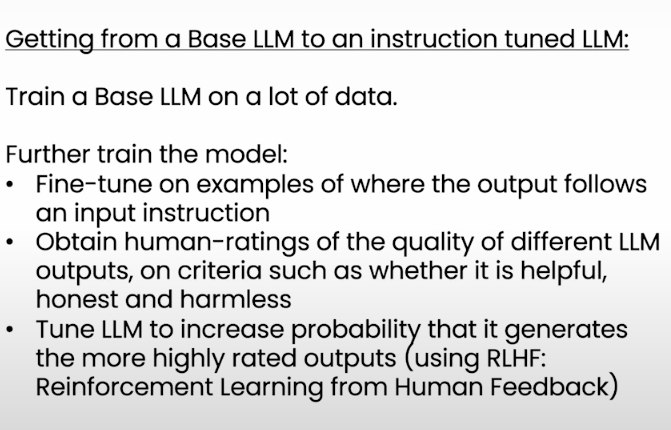 Getting from a Base LLM to an instruction tuned LLM:
Train a Base LLM on a lot of data.
Further train the model:
• Fine-tune on examples of where the output follows
an input instruction
• Obtain human-ratings of the quality of different LLM
outputs, on criteria such as whether it is helpful,
honest and harmless
• Tune LLM to increase probability that it generates
the more highly rated outputs (using RLHF:
Reinforcement Learning from Human Feedback)